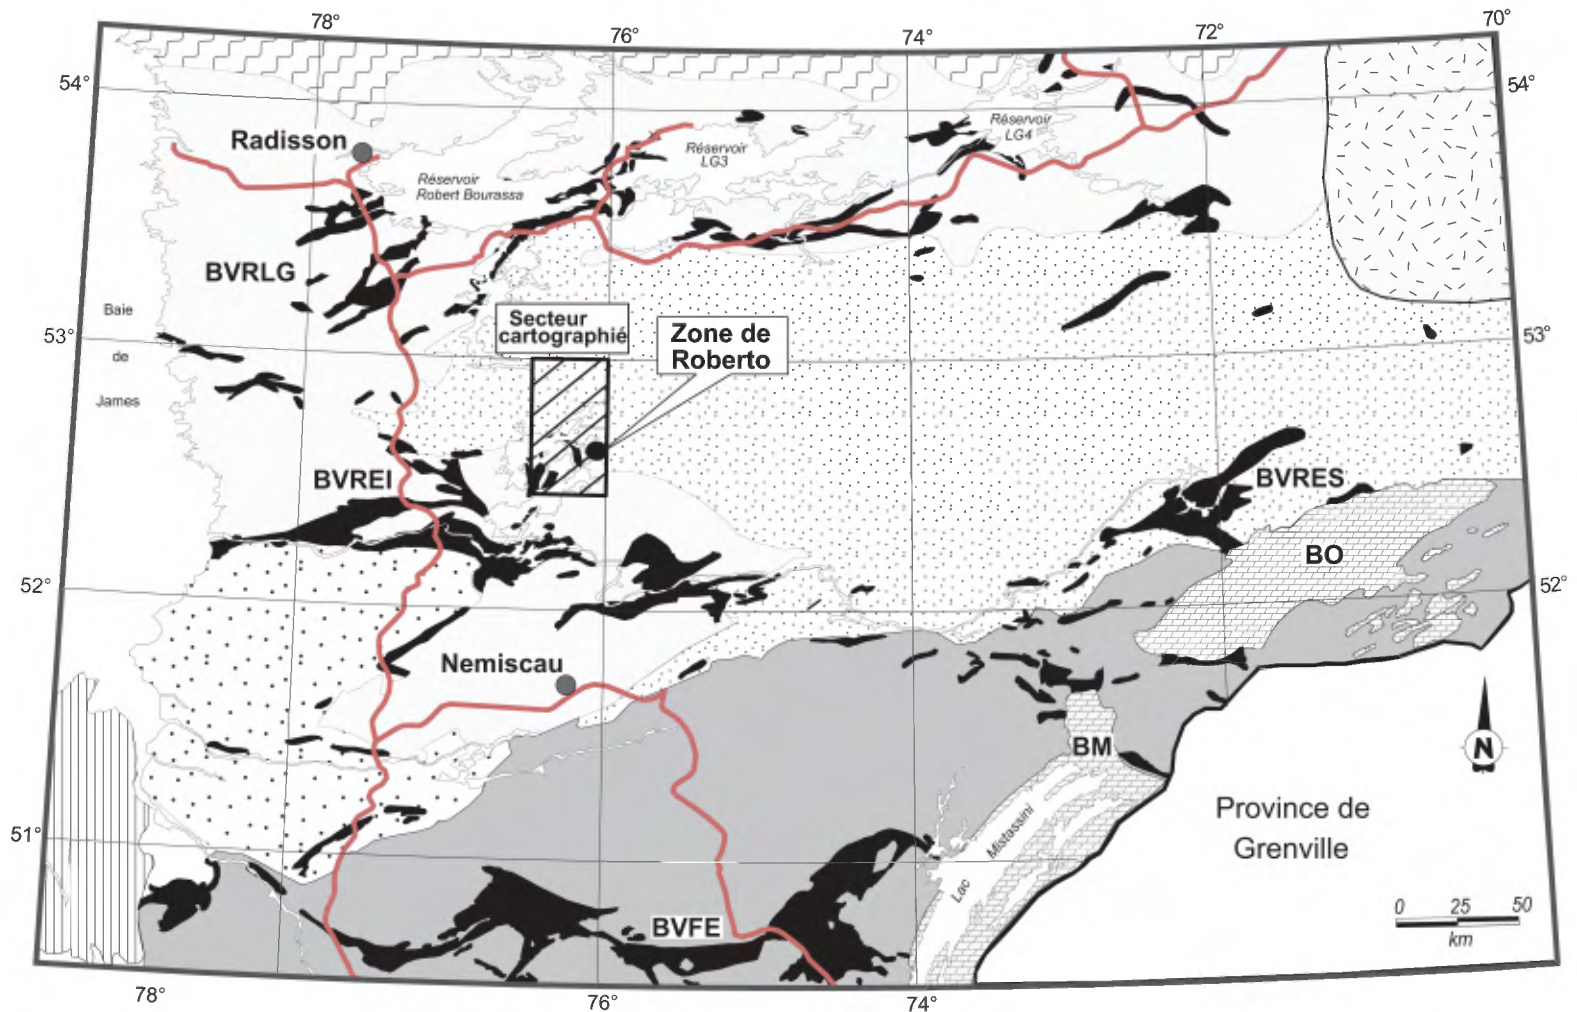 78°
76°
74°
72°
70°
54°
54°
Radisson
Réservoir
LG4
Réservoir
LG3
Réservoir
Robert Bourassa
BVRLG
Baie
de
James
53°
53°
Secteur
cartographié
Zone de
Roberto
BVREI
BVRES
BO
52°
52°
Nemiscau
BM
N
51°
Lac
Mistassini
Province de
Grenville
BVFE
0 25 50
km
78°
76°
74°